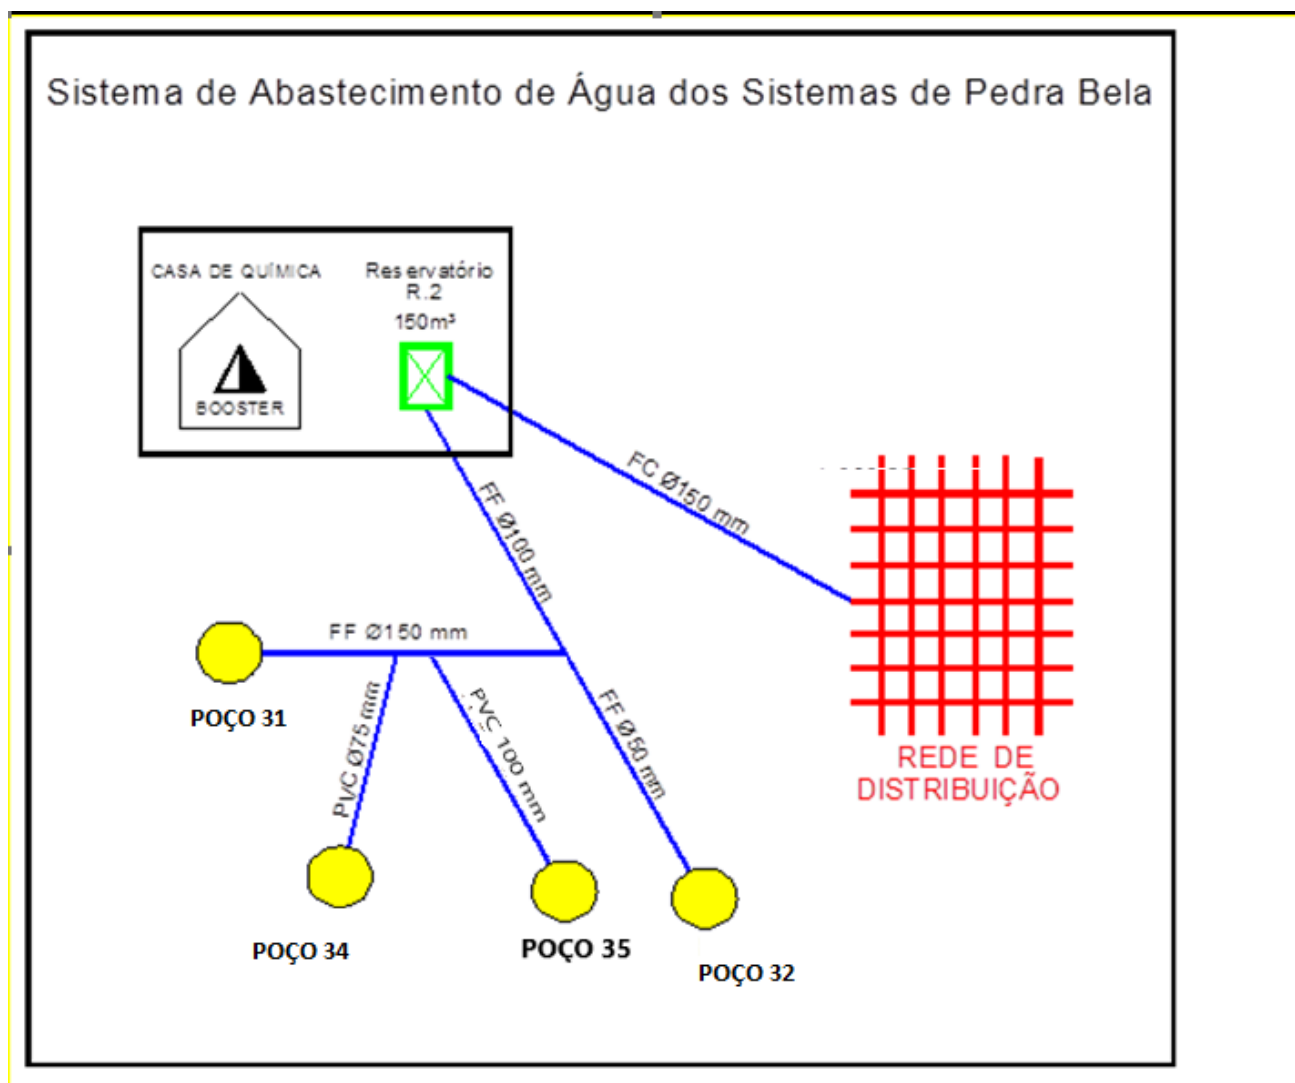 Sistema de Abastecimento de Água dos Sistemas de Pedra Bela
CASA DE QUÍMICA
BOOSTER
Reservatório
R.2
150m³
FC Ø150 mm
FF Ø100 mm
FF Ø150 mm
POÇO 31
PVC Ø75 mm
PVC 100 mm
FF Ø50 mm
REDE DE
DISTRIBUIÇÃO
POÇO 34
POÇO 35
POÇO 32